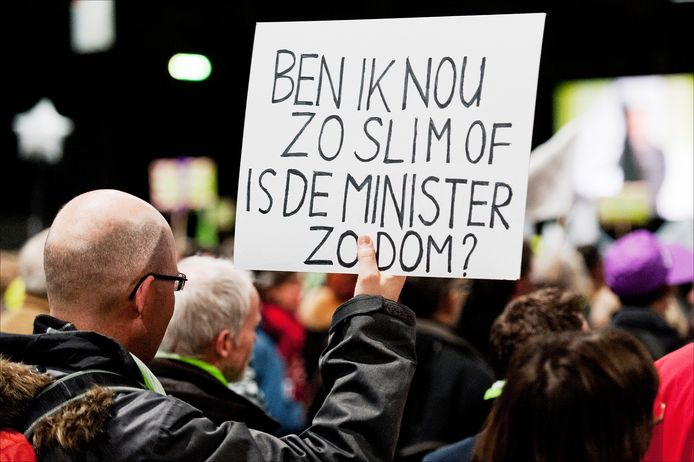 BEN IK NOU
ZO SLIM OF
IS DE MINISTER
ZO DOM?